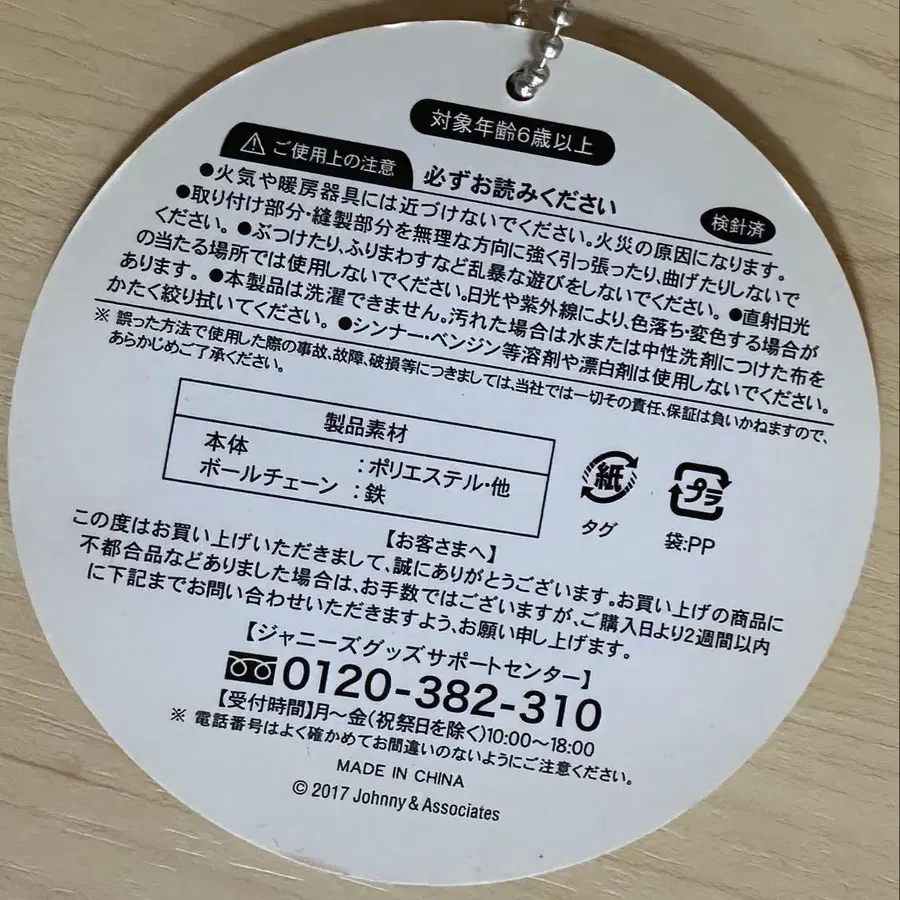 対象年齢6歳以上
⚠ ご使用上の注意 必ずお読みください
検針済
●火気や暖房器具には近づけないでください。火災の原因になります。
●取り付け部分・縫製部分を無理な方向に強く引っ張ったり、曲げたりしないで
ください。●ぶつけたり、ふりまわすなど乱暴な遊びをしないでください。●直射日光
の当たる場所では使用しないでください。日光や紫外線により、色落ち・変色する場合が
あります。●本製品は洗濯できません。汚れた場合は水または中性洗剤につけた布を
かたく絞り拭いてください。●シンナー・ベンジン等溶剤や漂白剤は使用しないでください。
※ 誤った方法で使用した際の事故、故障、破損等につきましては、当社では一切その責任、保証は負いかねますので、
あらかじめご了承ください。
製品素材
本体 :ポリエステル・他
ボールチェーン :鉄
紙
タグ
プラ
袋:PP
【お客さまへ】
この度はお買い上げいただきまして、誠にありがとうございます。お買い上げの商品に
不都合品などありました場合は、お手数ではございますが、ご購入日より2週間以内
に下記までお問い合わせいただきますよう、お願い申し上げます。
【ジャニーズグッズサポートセンター】
0120-382-310
【受付時間】月〜金(祝祭日を除く)10:00〜18:00
※ 電話番号はよく確かめてお間違いのないようにご注意ください。
MADE IN CHINA
© 2017 Johnny & Associates